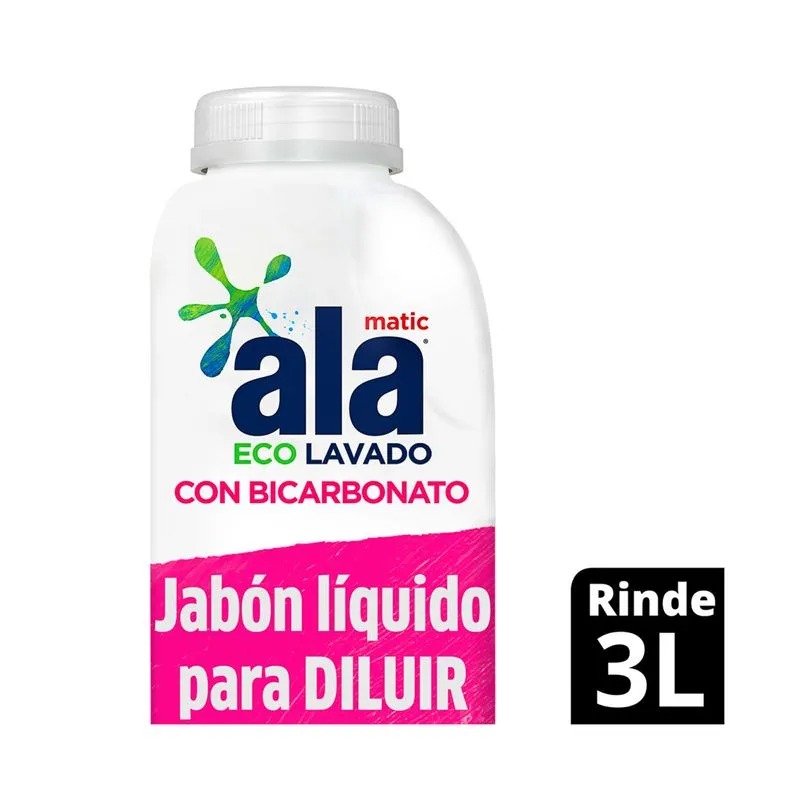 matic
ala®
ECO LAVADO
CON BICARBONATO
Jabón líquido
para DILUIR
Rinde
3L